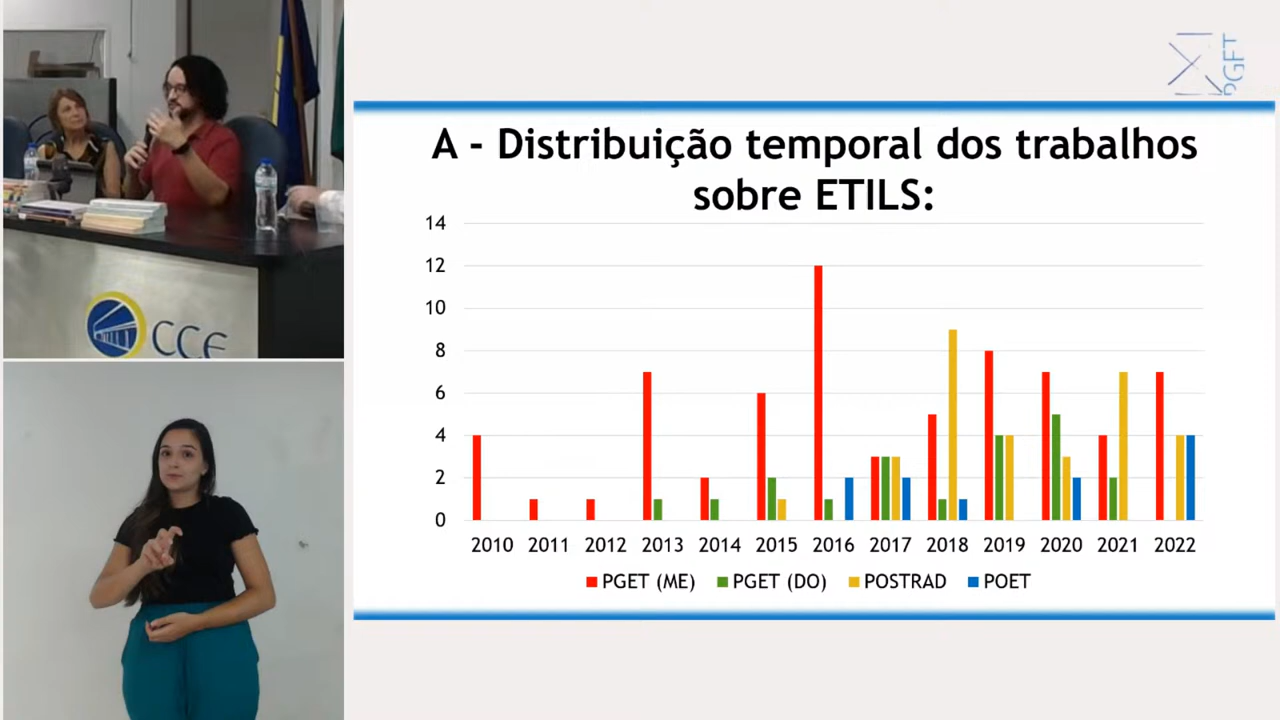 CCE
PGET
A - Distribuição temporal dos trabalhos
sobre ETILS:
14
12
10
8
6
4
2
0
2010 2011 2012 2013 2014 2015 2016 2017 2018 2019 2020 2021 2022
PGET (ME) PGET (DO) POSTRAD POET